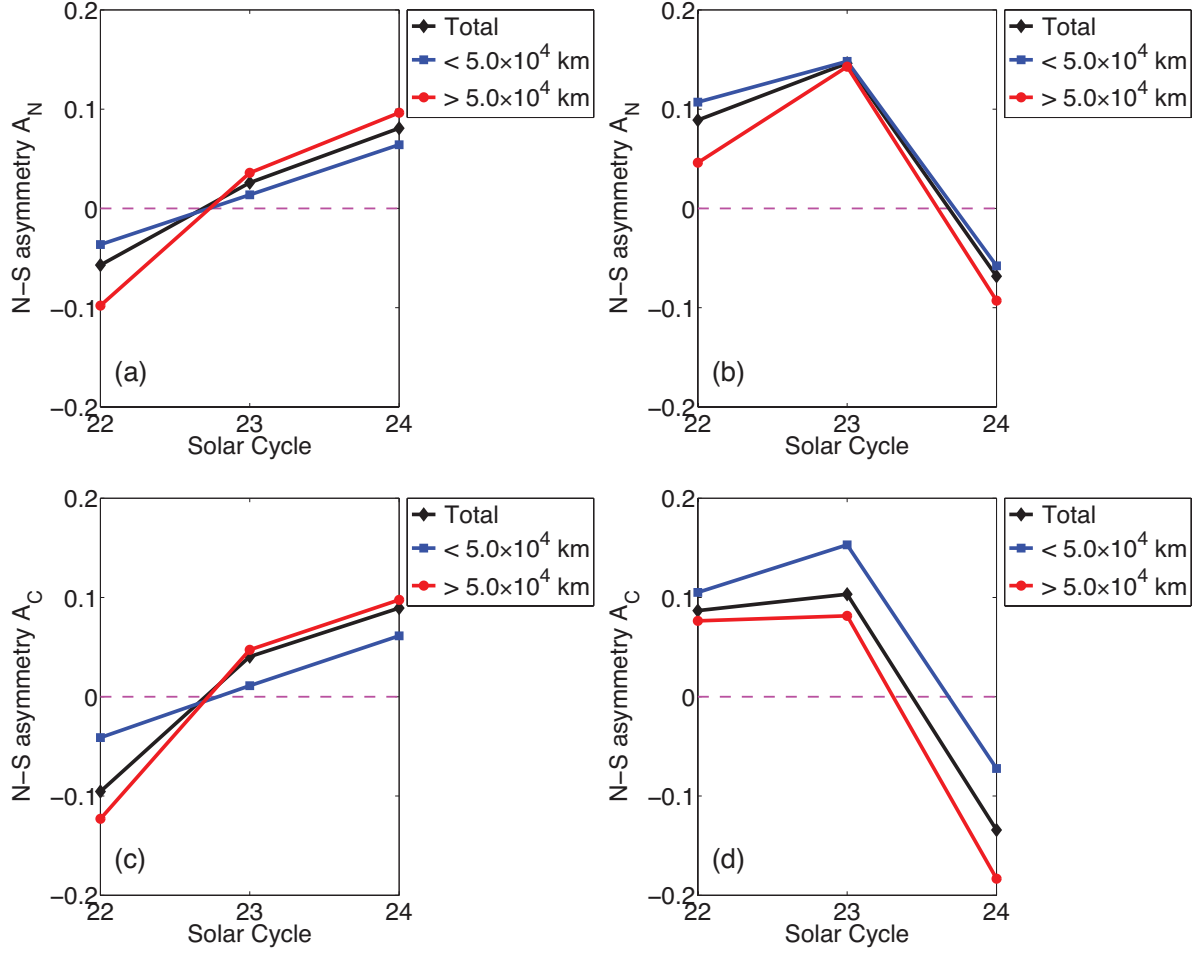 0.2
0.1
0
−0.1
−0.2
N−S asymmetry A_N
22
23
24
Solar Cycle
(a)
Total
< 5.0×10^4 km
> 5.0×10^4 km
0.2
0.1
0
−0.1
−0.2
N−S asymmetry A_N
22
23
24
Solar Cycle
(b)
Total
< 5.0×10^4 km
> 5.0×10^4 km
0.2
0.1
0
−0.1
−0.2
N−S asymmetry A_C
22
23
24
Solar Cycle
(c)
Total
< 5.0×10^4 km
> 5.0×10^4 km
0.2
0.1
0
−0.1
−0.2
N−S asymmetry A_C
22
23
24
Solar Cycle
(d)
Total
< 5.0×10^4 km
> 5.0×10^4 km